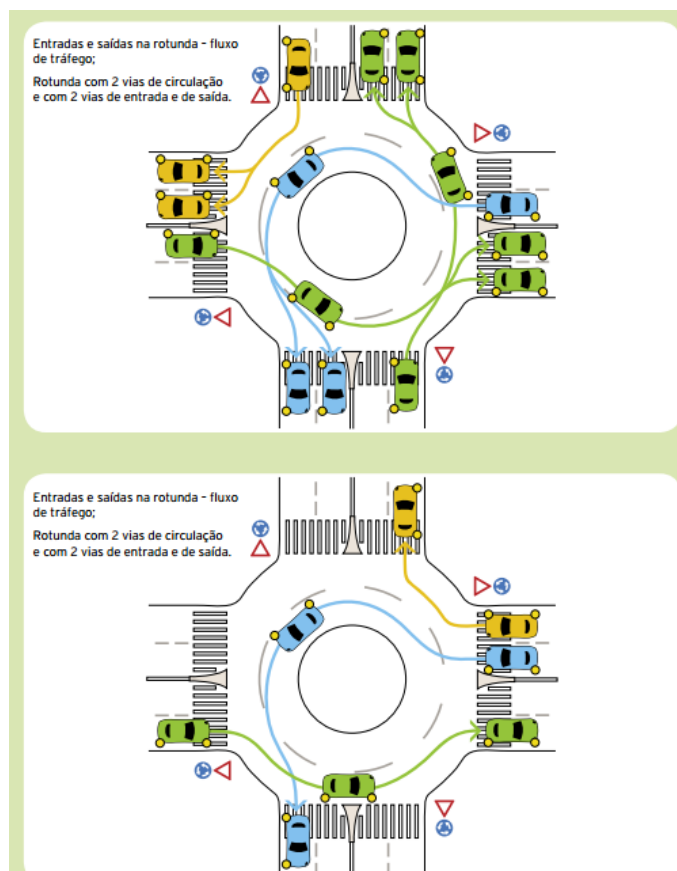 Entradas e saídas na rotunda – fluxo
de tráfego;
Rotunda com 2 vias de circulação
e com 2 vias de entrada e de saída.
Entradas e saídas na rotunda – fluxo
de tráfego;
Rotunda com 2 vias de circulação
e com 2 vias de entrada e de saída.